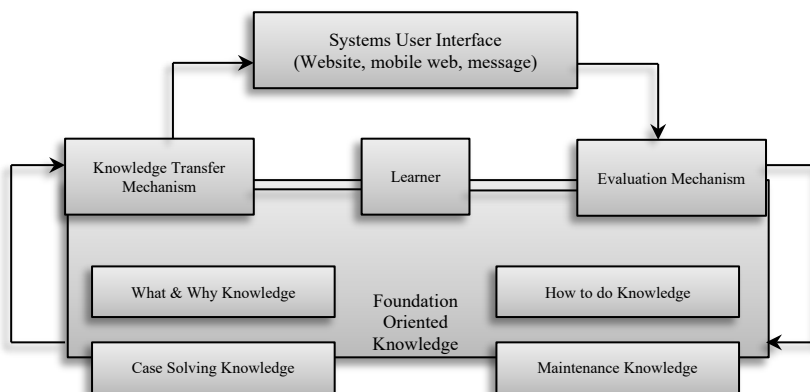 Systems User Interface
(Website, mobile web, message)
Knowledge Transfer
Mechanism
Learner
Evaluation Mechanism
What & Why Knowledge
How to do Knowledge
Foundation
Oriented
Knowledge
Case Solving Knowledge
Maintenance Knowledge